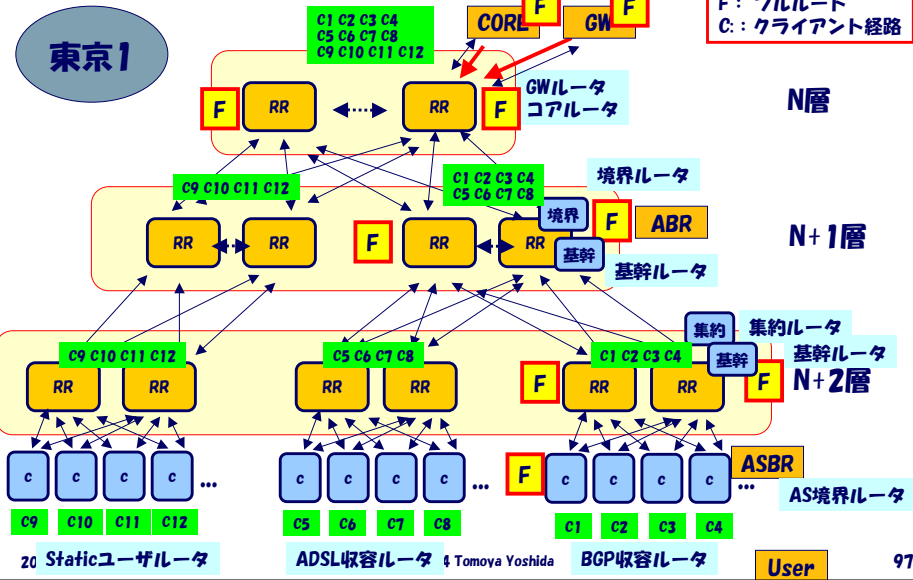 東京1
C1 C2 C3 C4
C5 C6 C7 C8
C9 C10 C11 C12
CORE
F
GW
F
F: フルルート
C:: クライアント経路
F
RR
RR
F
GWルータ
コアルータ
N層
C9 C10 C11 C12
C1 C2 C3 C4
C5 C6 C7 C8
境界ルータ
RR
RR
F
RR
RR
境界
基幹
F
ABR
基幹ルータ
N+1層
C9 C10 C11 C12
C5 C6 C7 C8
C1 C2 C3 C4
集約
集約ルータ
基幹
基幹ルータ
RR
RR
RR
RR
F
RR
RR
F
N+2層
c
c
c
c
...
c
c
c
c
...
F
c
c
c
c
...
ASBR
AS境界ルータ
C9
C10
C11
C12
C5
C6
C7
C8
C1
C2
C3
C4
20
Staticユーザルータ
ADSL収容ルータ
4 Tomoya Yoshida
BGP収容ルータ
User
97